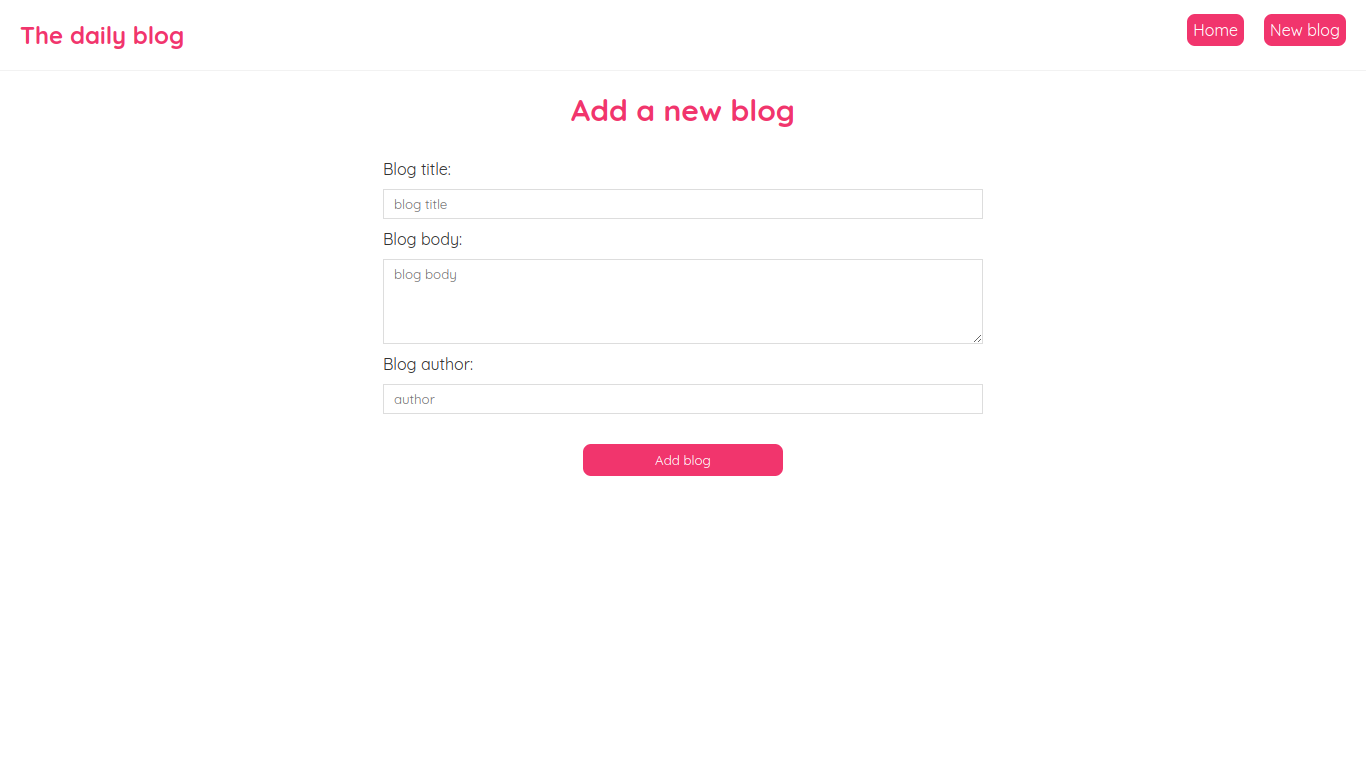 The daily blog
Home
New blog
Add a new blog
Blog title:
blog title
Blog body:
blog body
Blog author:
author
Add blog